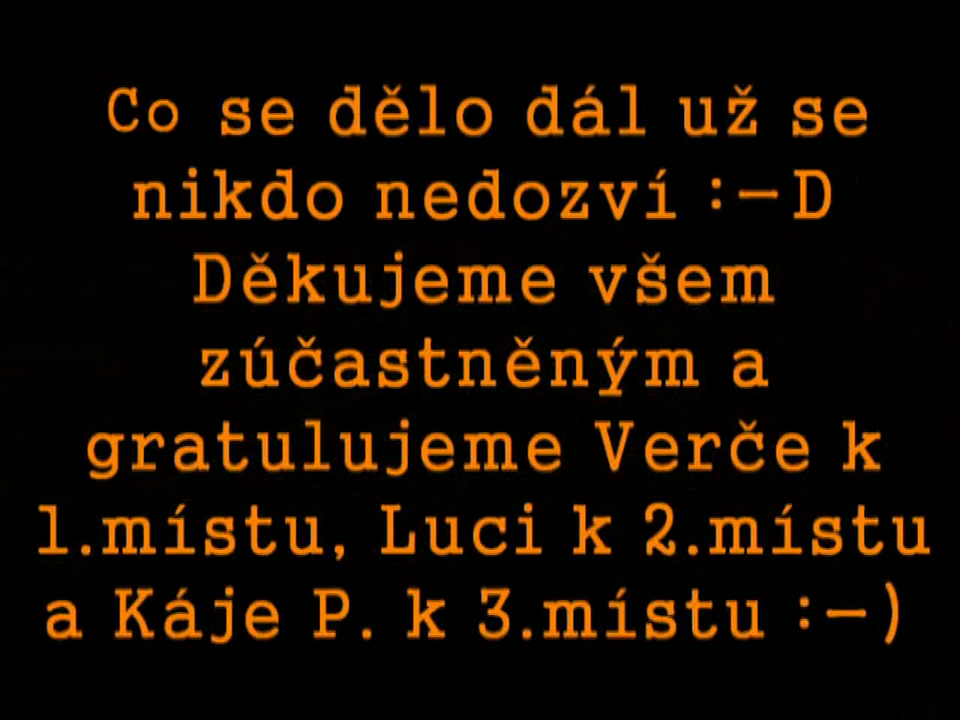 Co se dělo dál už se
nikdo nedozví :-D
Děkujeme všem
zúčastněným a
gratulujeme Verče k
1.místu, Luci k 2.místu
a Káje P. k 3.místu :-)